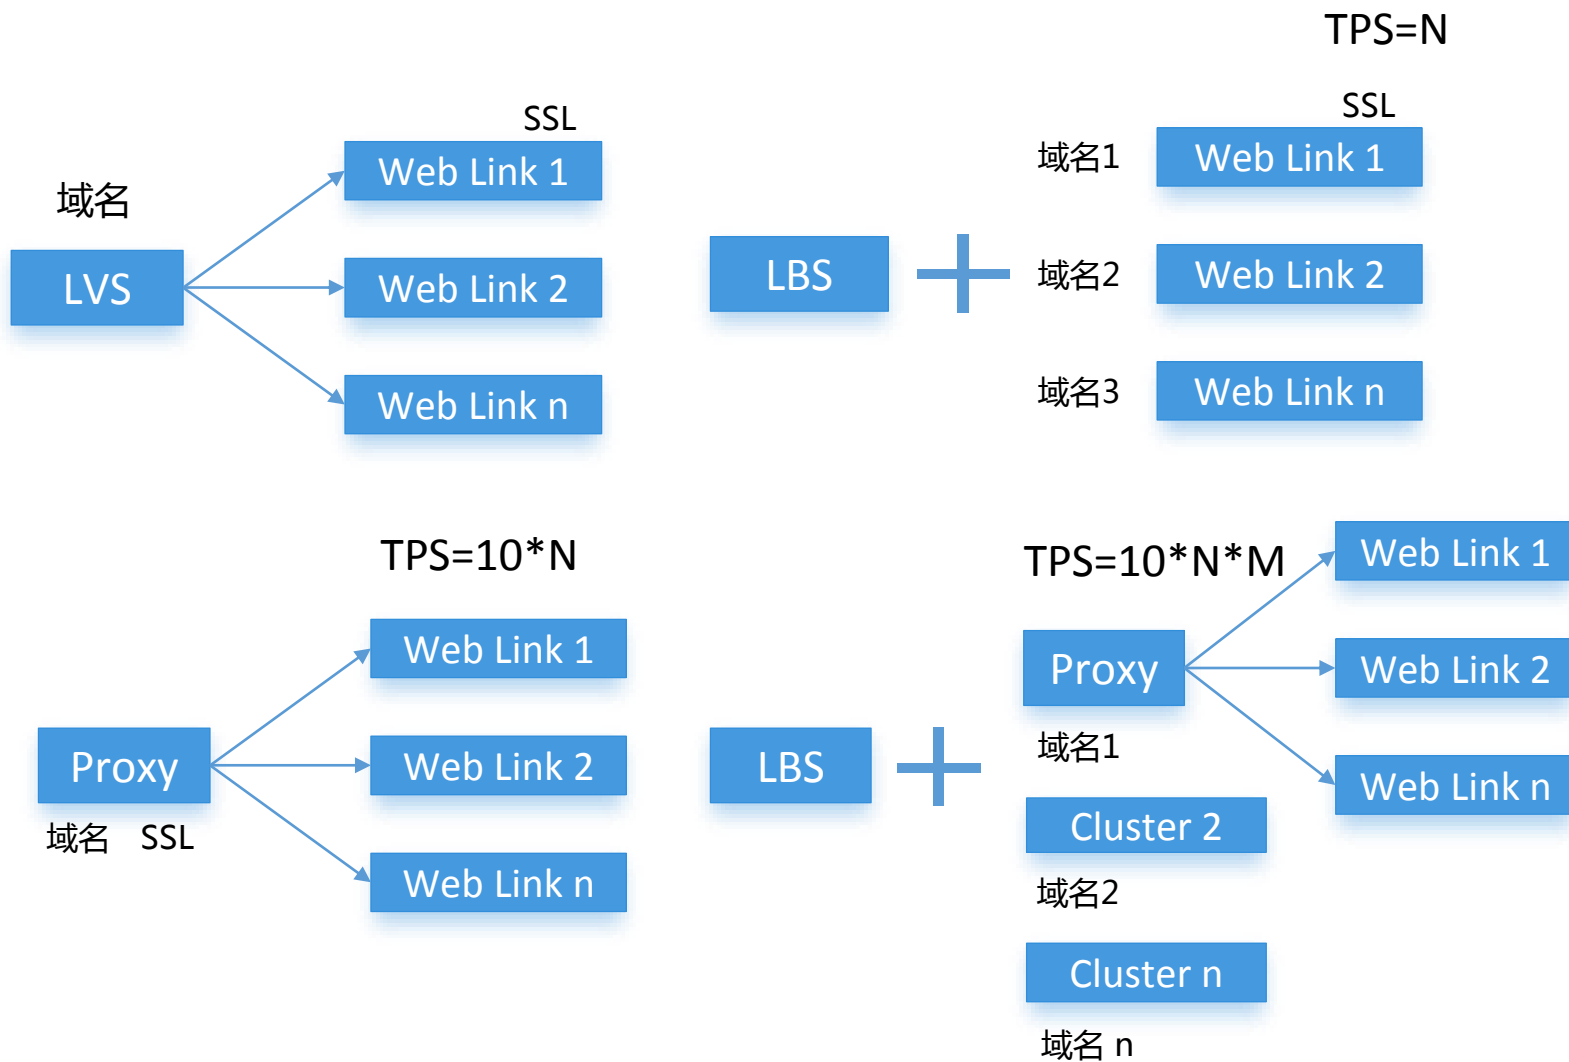 SSL
Web Link 1
域名
LVS
Web Link 2
Web Link n
TPS=N
SSL
域名1
Web Link 1
LBS
域名2
Web Link 2
域名3
Web Link n
TPS=10*N
Web Link 1
Proxy
Web Link 2
域名 SSL
Web Link n
TPS=10*N*M
Web Link 1
Proxy
Web Link 2
域名1
LBS
Web Link n
Cluster 2
域名2
Cluster n
域名 n